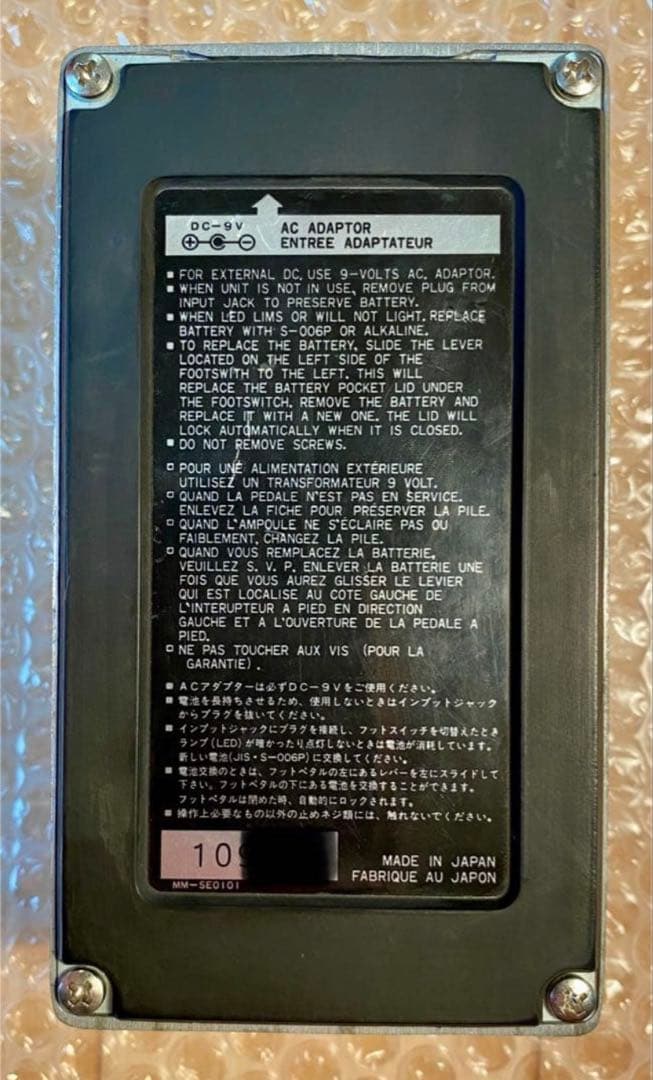 DC-9V
AC ADAPTOR
ENTREE ADAPTATEUR
■ FOR EXTERNAL DC, USE 9-VOLTS AC. ADAPTOR.
■ WHEN UNIT IS NOT IN USE, REMOVE PLUG FROM
INPUT JACK TO PRESERVE BATTERY.
■ WHEN LED LIMS OR WILL NOT LIGHT. REPLACE
BATTERY WITH S-006P OR ALKALINE.
■ TO REPLACE THE BATTERY, SLIDE THE LEVER
LOCATED ON THE LEFT SIDE OF THE
FOOTSWITH TO THE LEFT. THIS WILL
REPLACE THE BATTERY POCKET LID UNDER
THE FOOTSWITCH. REMOVE THE BATTERY AND
REPLACE IT WITH A NEW ONE. THE LID WILL
LOCK AUTOMATICALLY WHEN IT IS CLOSED.
■ DO NOT REMOVE SCREWS.
□ POUR UNE ALIMENTATION EXTÉRIEURE
UTILISEZ UN TRANSFORMATEUR 9 VOLT.
□ QUAND LA PEDALE N'EST PAS EN SERVICE.
ENLEVEZ LA FICHE POUR PRÉSERVER LA PILE.
□ QUAND L'AMPOULE NE S'ÉCLAIRE PAS OU
FAIBLEMENT, CHANGEZ LA PILE.
□ QUAND VOUS REMPLACEZ LA BATTERIE,
VEUILLEZ S. V. P. ENLEVER LA BATTERIE UNE
FOIS QUE VOUS AUREZ GLISSER LE LEVIER
QUI EST LOCALISE AU COTE GAUCHE DE
L'INTERUPTEUR A PIED EN DIRECTION
GAUCHE ET A L'OUVERTURE DE LA PEDALE A
PIED.
□ NE PAS TOUCHER AUX VIS (POUR LA
GARANTIE).
■ ACアダプターは必ずDC-9Vをご使用ください。
■ 電池を長持ちさせるため、使用しないときはインプットジャック
からプラグを抜いてください。
■ インプットジャックにプラグを接続し、フットスイッチを切替えたとき
ランプ(LED)が暗かったり点灯しないときは電池が消耗しています。
新しい電池(JIS・S-006P)に交換してください。
■ 電池交換のときは、フットペタルの左にあるレバーを左にスライドして
下さい。フットペタルの下にある電池を交換することができます。
フットペタルは閉めた時、自動的にロックされます。
■ 操作上必要なもの以外の止めネジ類には、触れないでください。
109
MM-SE0101
MADE IN JAPAN
FABRIQUE AU JAPON